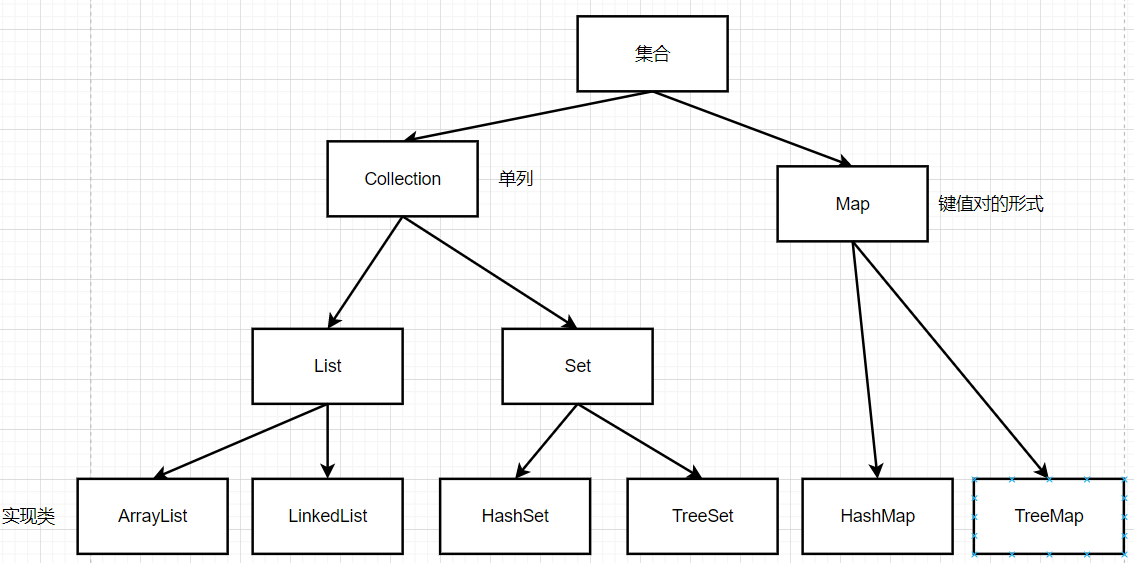 集合
Collection
单列
Map
键值对的形式
List
Set
实现类
ArrayList
LinkedList
HashSet
TreeSet
HashMap
TreeMap